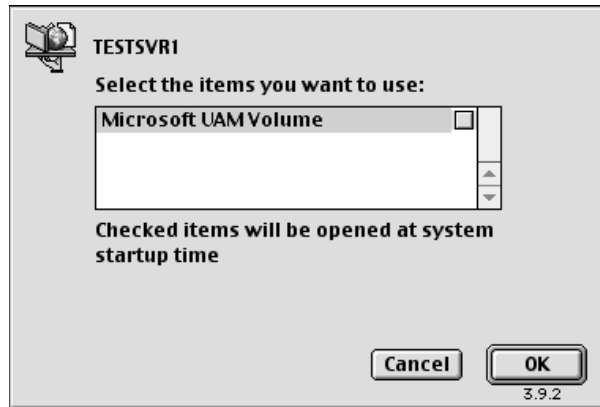 TESTSVR1
Select the items you want to use:
Microsoft UAM Volume
Checked items will be opened at system
startup time
Cancel
OK
3.9.2